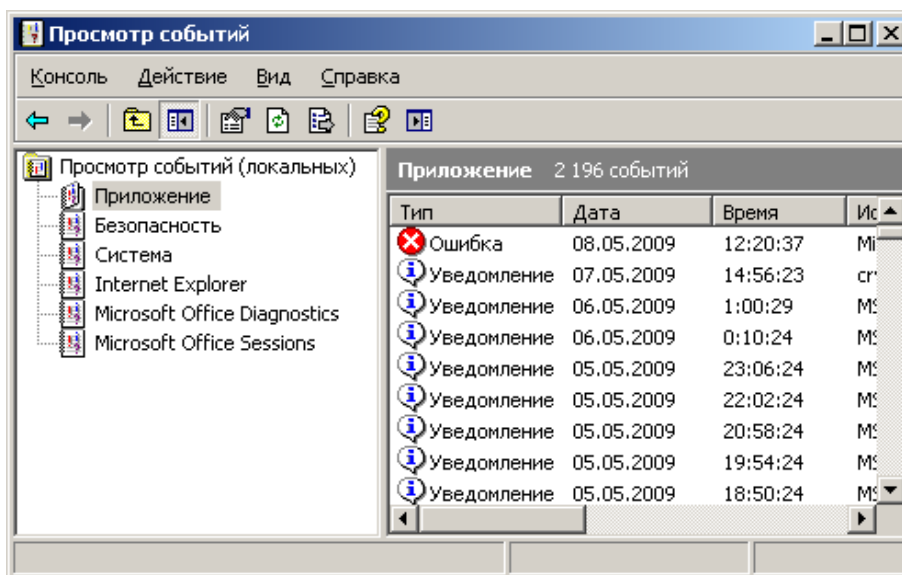 Просмотр событий
Консоль Действие Вид Справка
Просмотр событий (локальных)
Приложение
Безопасность
Система
Internet Explorer
Microsoft Office Diagnostics
Microsoft Office Sessions
Приложение 2 196 событий
Тип Дата Время
Ошибка 08.05.2009 12:20:37
Уведомление 07.05.2009 14:56:23
Уведомление 06.05.2009 1:00:29
Уведомление 06.05.2009 0:10:24
Уведомление 05.05.2009 23:06:24
Уведомление 05.05.2009 22:02:24
Уведомление 05.05.2009 20:58:24
Уведомление 05.05.2009 19:54:24
Уведомление 05.05.2009 18:50:24